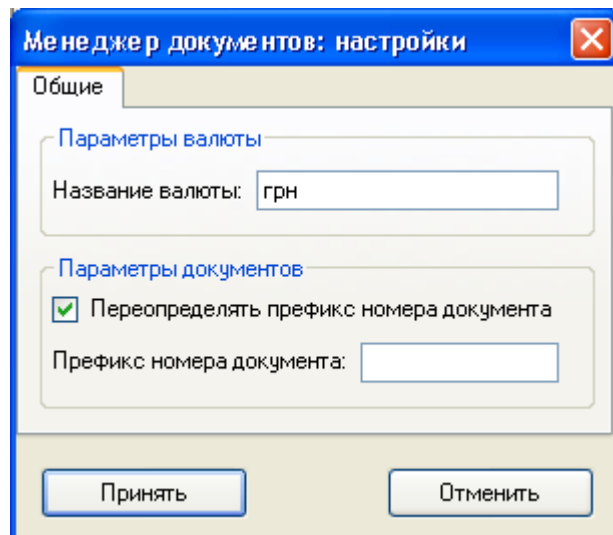 Менеджер документов: настройки
Общие
Параметры валюты
Название валюты: грн
Параметры документов
Переопределять префикс номера документа
Префикс номера документа:
Принять Отменить